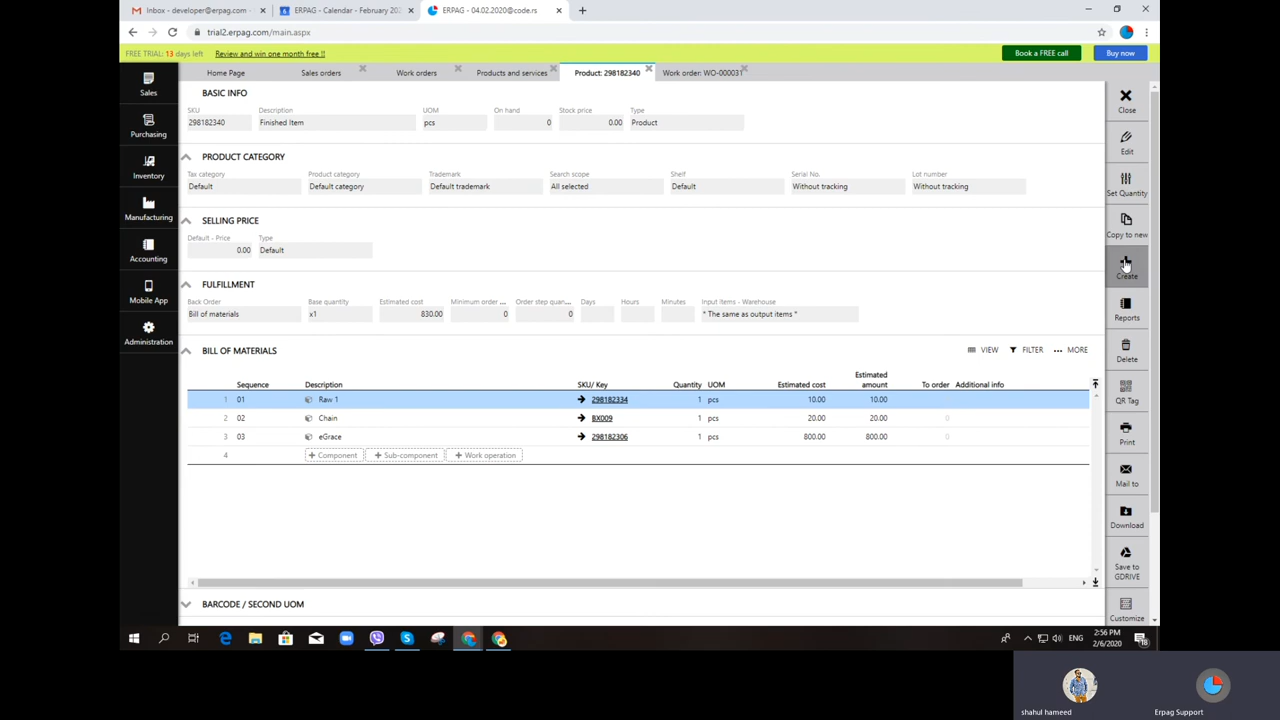 Inbox - developer@erpag.com -
ERPAG - Calendar - February 202
ERPAG - 04.02.2020@code.rs
trial2.erpag.com/main.aspx
FREE TRIAL: 13 days left
Review and win one month free !!
Book a FREE call
Buy now
Home Page
Sales orders
Work orders
Products and services
Product: 298182340
Work order: WO-000031
Sales
Purchasing
Inventory
Manufacturing
Accounting
Mobile App
Administration
BASIC INFO
SKU Description UOM On hand Stock price Type
298182340 Finished Item pcs 0 0.00 Product
PRODUCT CATEGORY
Tax category Product category Trademark Search scope Shelf Serial No. Lot number
Default Default category Default trademark All selected Default Without tracking Without tracking
SELLING PRICE
Default - Price Type
0.00 Default
FULFILLMENT
Back Order Base quantity Estimated cost Minimum order ... Order step quan... Days Hours Minutes Input items - Warehouse
Bill of materials x1 830.00 0 0 * The same as output items *
BILL OF MATERIALS
VIEW FILTER ... MORE
Sequence Description SKU/ Key Quantity UOM Estimated cost Estimated amount To order Additional info
1 01 Raw 1 298182334 1 pcs 10.00 10.00
2 02 Chain BX009 1 pcs 20.00 20.00 0
3 03 eGrace 298182306 1 pcs 800.00 800.00 0
4 + Component + Sub-component + Work operation
BARCODE / SECOND UOM
Close
Edit
Set Quantity
Copy to new
Create
Reports
Delete
QR Tag
Print
Mail to
Download
Save to
GDRIVE
Customize
ENG
2:56 PM
2/6/2020
18
shahul hameed
Erpag Support